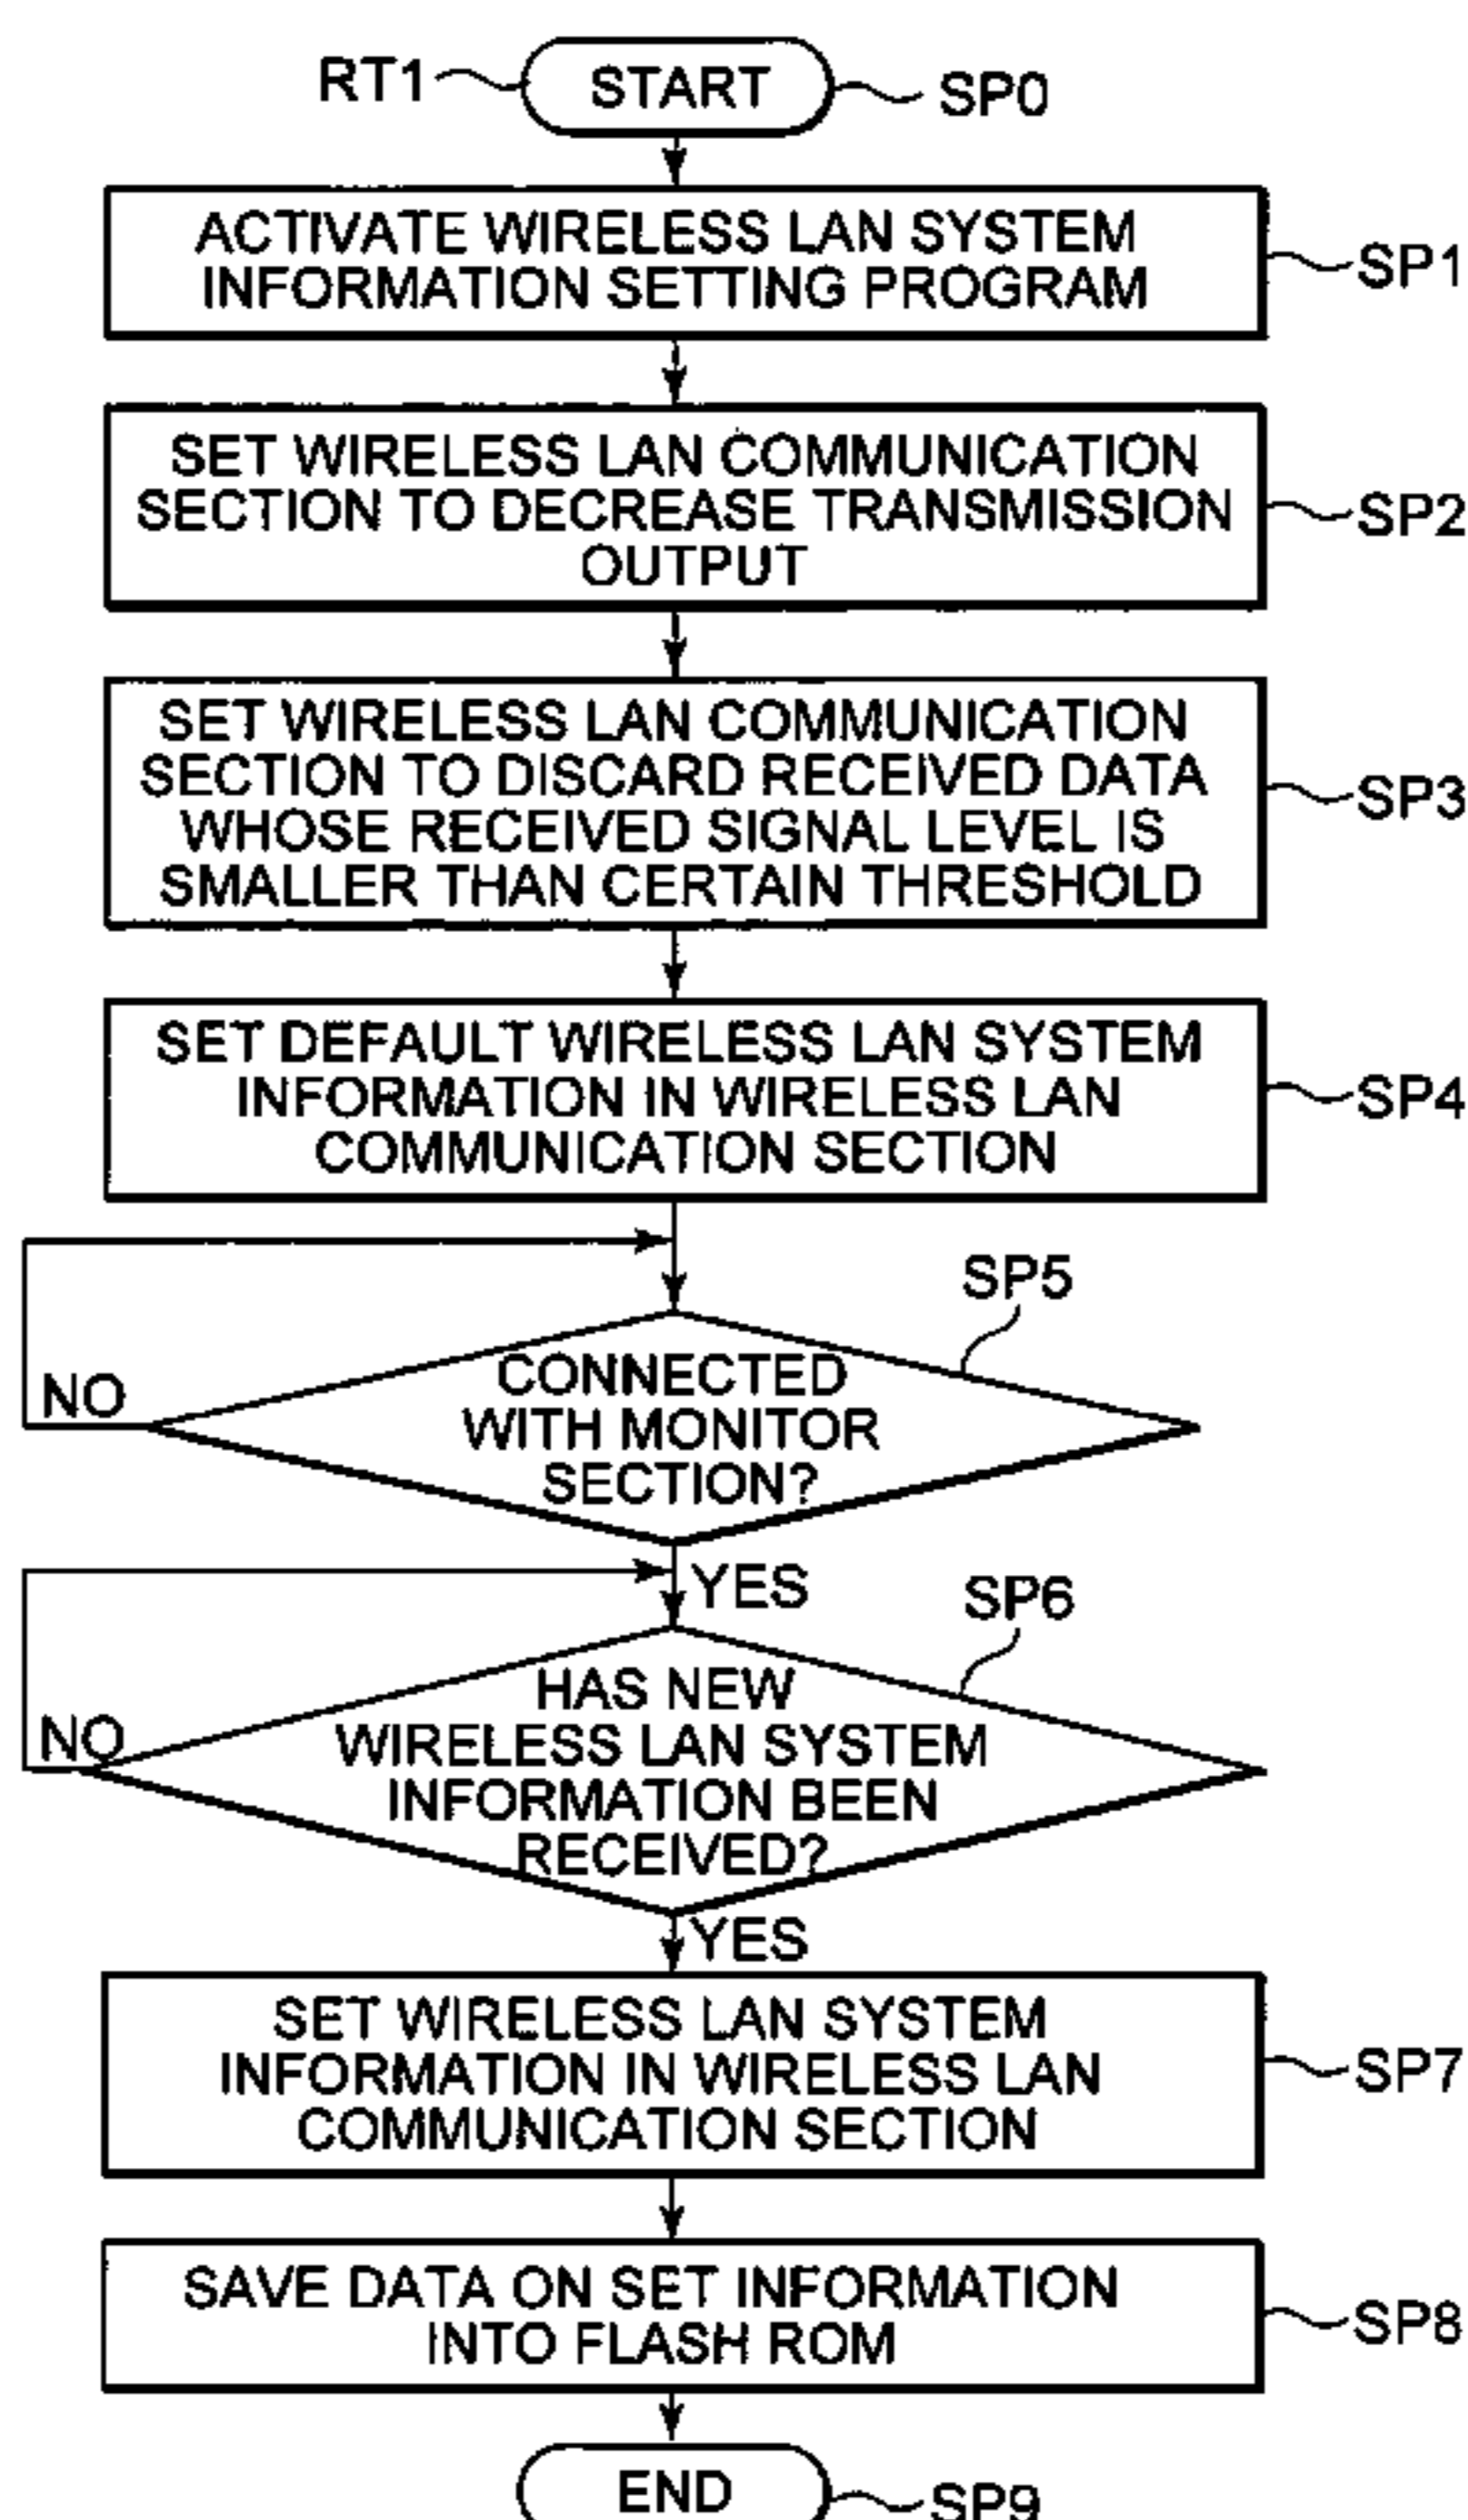 RT1
START
SP0
ACTIVATE WIRELESS LAN SYSTEM
INFORMATION SETTING PROGRAM
SP1
SET WIRELESS LAN COMMUNICATION
SECTION TO DECREASE TRANSMISSION
OUTPUT
SP2
SET WIRELESS LAN COMMUNICATION
SECTION TO DISCARD RECEIVED DATA
WHOSE RECEIVED SIGNAL LEVEL IS
SMALLER THAN CERTAIN THRESHOLD
SP3
SET DEFAULT WIRELESS LAN SYSTEM
INFORMATION IN WIRELESS LAN
COMMUNICATION SECTION
SP4
SP5
CONNECTED
WITH MONITOR
SECTION?
NO
YES
SP6
HAS NEW
WIRELESS LAN SYSTEM
INFORMATION BEEN
RECEIVED?
NO
YES
SET WIRELESS LAN SYSTEM
INFORMATION IN WIRELESS LAN
COMMUNICATION SECTION
SP7
SAVE DATA ON SET INFORMATION
INTO FLASH ROM
SP8
END
SP9